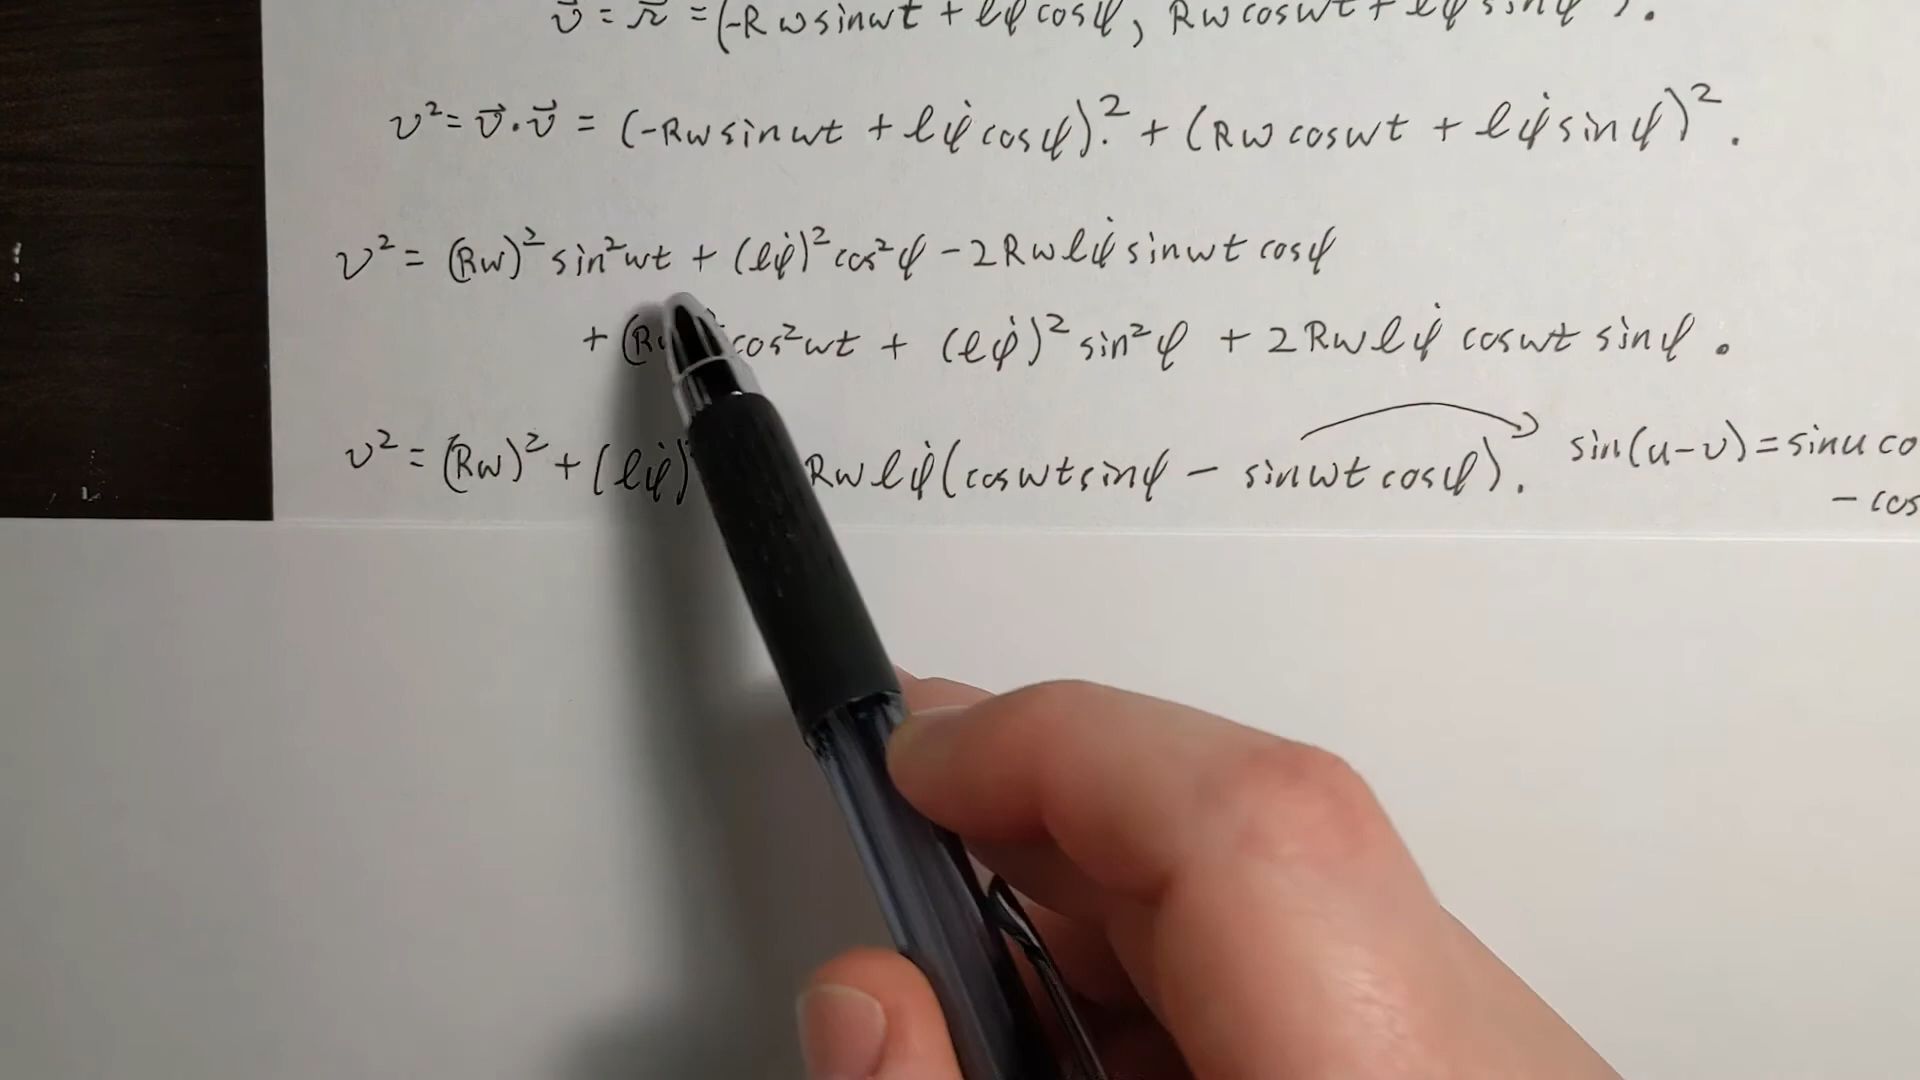 v⃗ = ṙ⃗ = (-Rω sinωt + lφ̇ cosφ, Rω cosωt + lφ̇ sinφ ).
v² = v⃗·v⃗ = (-Rω sinωt + lφ̇ cosφ).² + (Rω cosωt + lφ̇ sinφ)².
v² = (Rω)² sin²ωt + (lφ̇)² cos²φ - 2Rωlφ̇ sinωt cosφ
+ (Rω cos²ωt + (lφ̇)² sin²φ + 2Rωlφ̇ cosωt sinφ.
v² = (Rω)² + (lφ̇) Rωlφ̇(cosωt sinφ - sinωt cosφ). sin(u-v) = sinu co
- cos